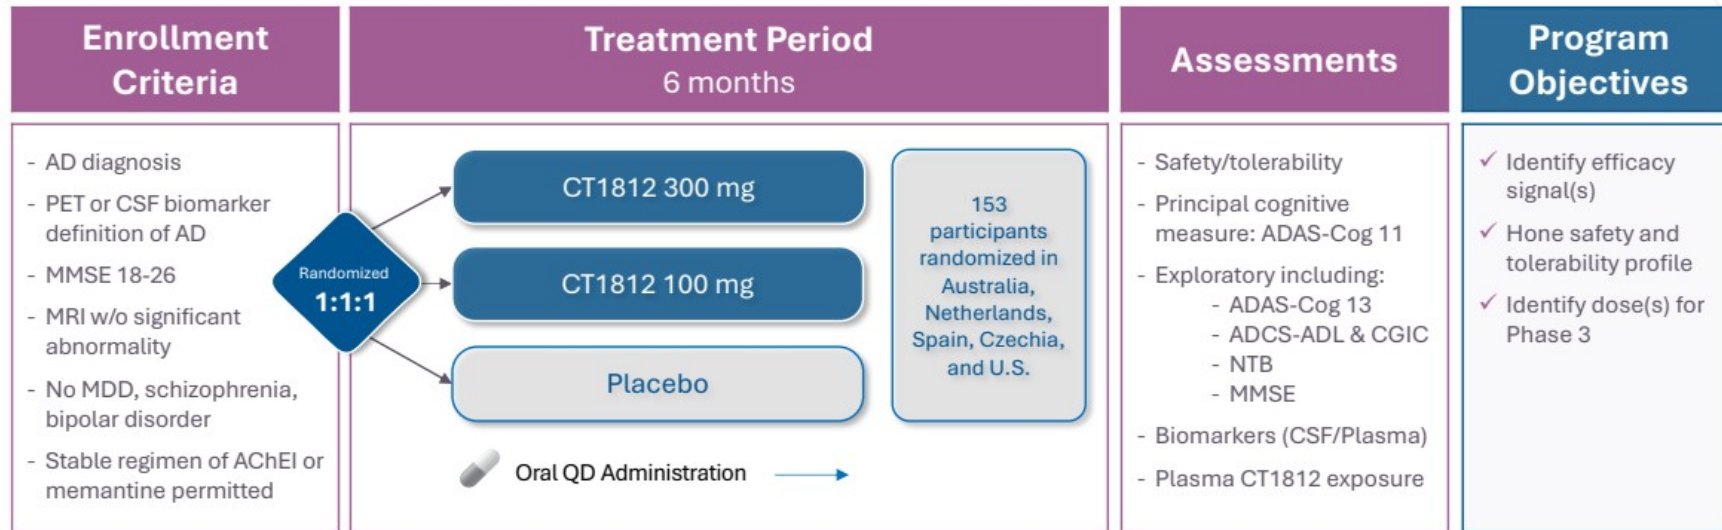 Enrollment
Criteria
- AD diagnosis
- PET or CSF biomarker
definition of AD
- MMSE 18-26
- MRI w/o significant
abnormality
- No MDD, schizophrenia,
bipolar disorder
- Stable regimen of AChEI or
memantine permitted
Treatment Period
6 months
Randomized
1:1:1
CT1812 300 mg
CT1812 100 mg
Placebo
153
participants
randomized in
Australia,
Netherlands,
Spain, Czechia,
and U.S.
Oral QD Administration
Assessments
- Safety/tolerability
- Principal cognitive
measure: ADAS-Cog 11
- Exploratory including:
- ADAS-Cog 13
- ADCS-ADL & CGIC
- NTB
- MMSE
- Biomarkers (CSF/Plasma)
- Plasma CT1812 exposure
Program
Objectives
✓ Identify efficacy
signal(s)
✓ Hone safety and
tolerability profile
✓ Identify dose(s) for
Phase 3